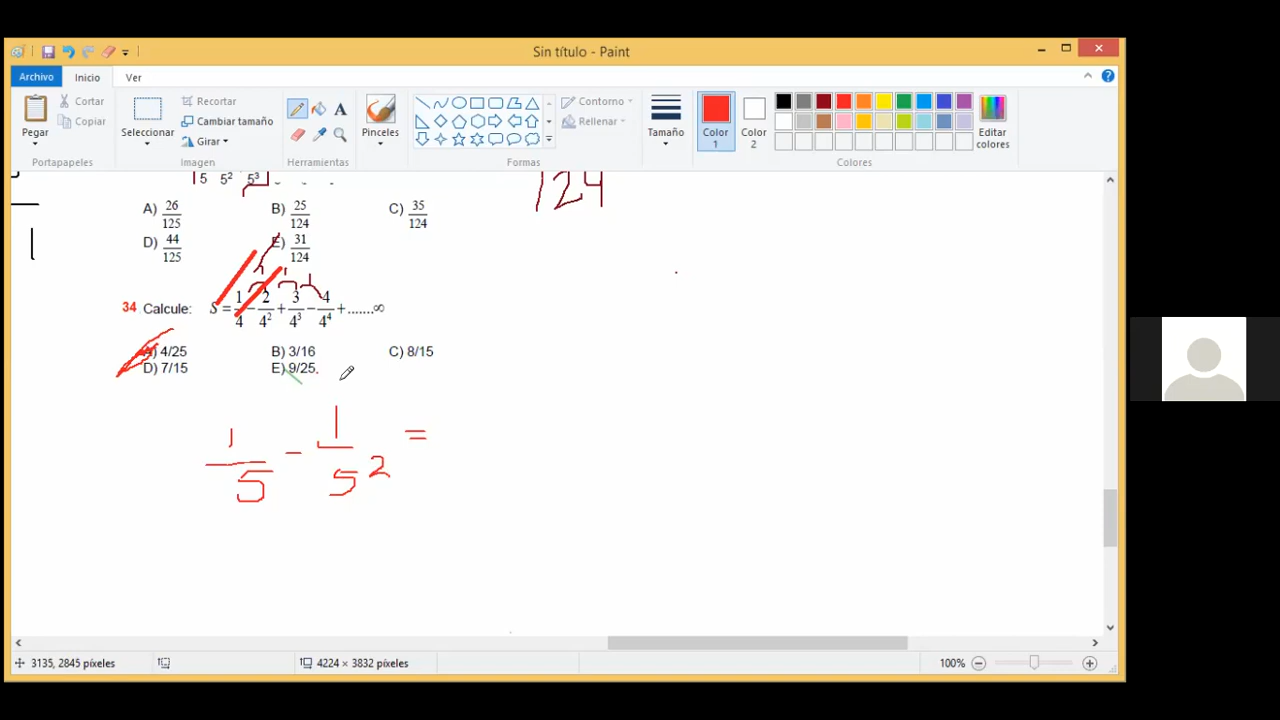 Sin título - Paint
Archivo Inicio Ver
Pegar
Cortar
Copiar
Portapapeles
Seleccionar
Recortar
Cambiar tamaño
Girar
Imagen
A
Herramientas
Pinceles
Contorno
Rellenar
Formas
Tamaño
Color 1
Color 2
Editar colores
Colores
5 5² 5³
124
A) 26/125 B) 25/124 C) 35/124
D) 44/125 E) 31/124
34 Calcule: S = 1/4 - 2/4² + 3/4³ - 4/4⁴ + .......∞
A) 4/25 B) 3/16 C) 8/15
D) 7/15 E) 9/25.
1/5 - 1/5² =
3135, 2845 píxeles
4224 × 3832 píxeles
100%